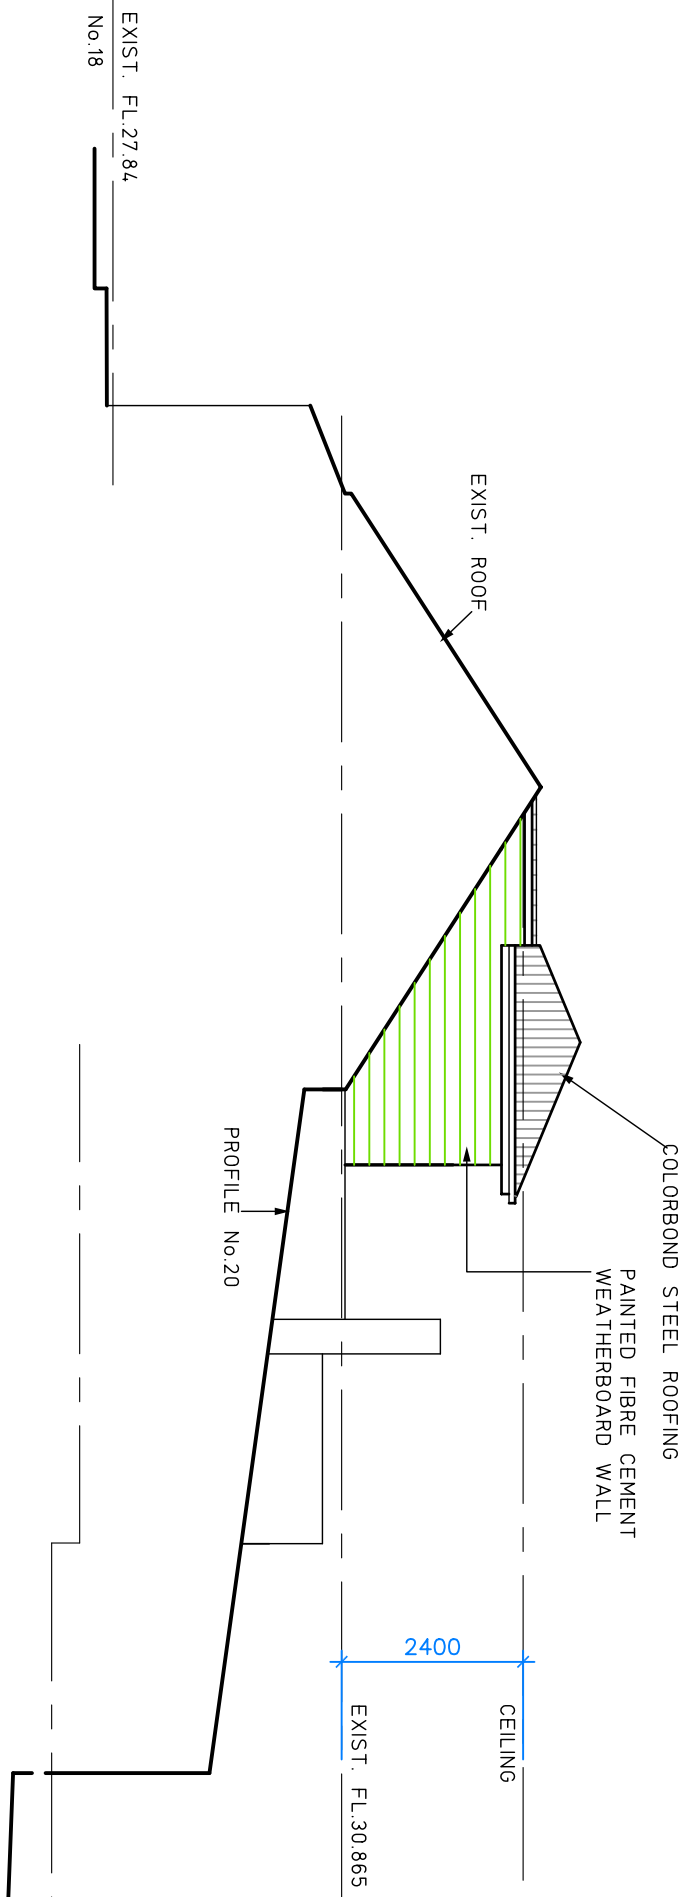 EXIST. FL.27.84
No.18
EXIST. ROOF
COLORBOND STEEL ROOFING
PAINTED FIBRE CEMENT
WEATHERBOARD WALL
PROFILE No.20
2400
CEILING
EXIST. FL.30.865